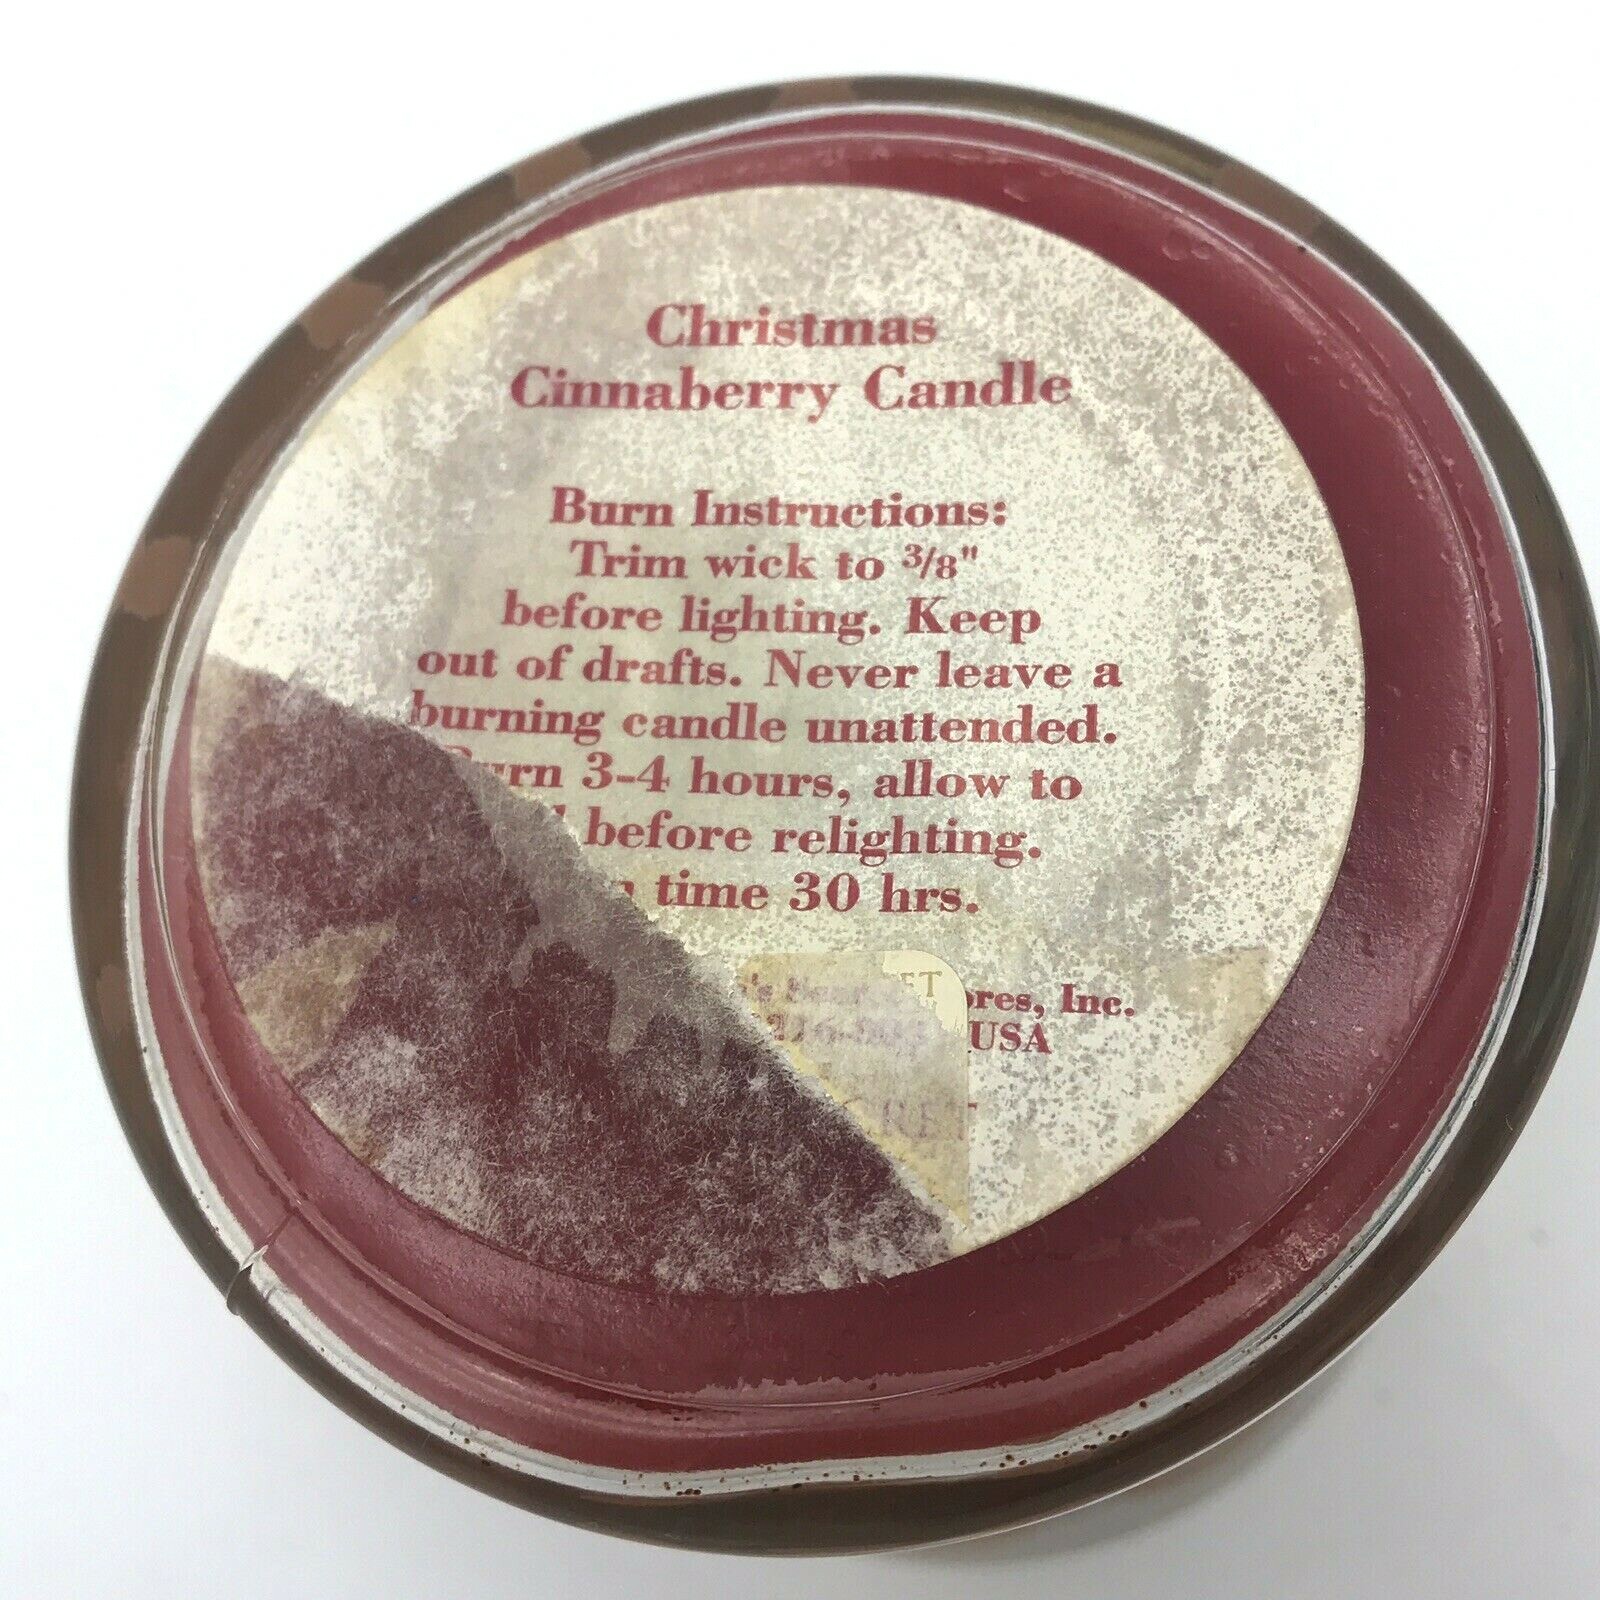 Christmas
Cinnaberry Candle
Burn Instructions:
Trim wick to 3/8"
before lighting. Keep
out of drafts. Never leave a
burning candle unattended.
Burn 3-4 hours, allow to
before relighting.
time 30 hrs.
Inc.
USA